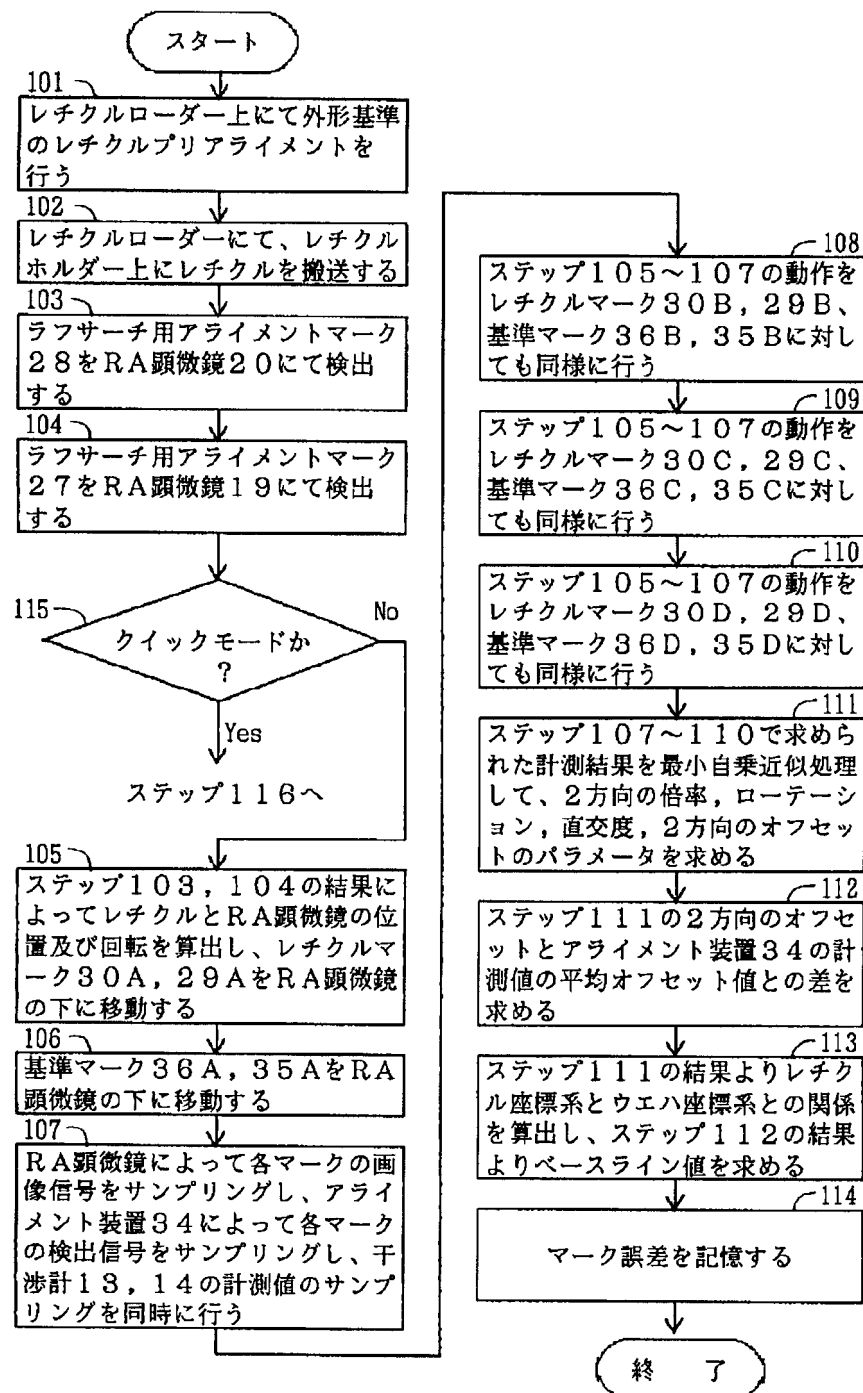 スタート
101
レチクルローダー上にて外形基準
のレチクルプリアライメントを
行う
102
レチクルローダーにて、レチクル
ホルダー上にレチクルを搬送する
103
ラフサーチ用アライメントマーク
28をRA顕微鏡20にて検出
する
104
ラフサーチ用アライメントマーク
27をRA顕微鏡19にて検出
する
115
クイックモードか
?
No
Yes
ステップ116へ
105
ステップ103,104の結果に
よってレチクルとRA顕微鏡の位
置及び回転を算出し、レチクルマ
ーク30A,29AをRA顕微鏡
の下に移動する
106
基準マーク36A,35AをRA
顕微鏡の下に移動する
107
RA顕微鏡によって各マークの画
像信号をサンプリングし、アライ
メント装置34によって各マーク
の検出信号をサンプリングし、干
渉計13,14の計測値のサンプ
リングを同時に行う
108
ステップ105～107の動作を
レチクルマーク30B,29B、
基準マーク36B,35Bに対し
ても同様に行う
109
ステップ105～107の動作を
レチクルマーク30C,29C、
基準マーク36C,35Cに対し
ても同様に行う
110
ステップ105～107の動作を
レチクルマーク30D,29D、
基準マーク36D,35Dに対し
ても同様に行う
111
ステップ107～110で求めら
れた計測結果を最小自乗近似処理
して、2方向の倍率,ローテーシ
ョン,直交度,2方向のオフセッ
トのパラメータを求める
112
ステップ111の2方向のオフセ
ットとアライメント装置34の計
測値の平均オフセット値との差を
求める
113
ステップ111の結果よりレチク
ル座標系とウエハ座標系との関係
を算出し、ステップ112の結果
よりベースライン値を求める
114
マーク誤差を記憶する
終 了